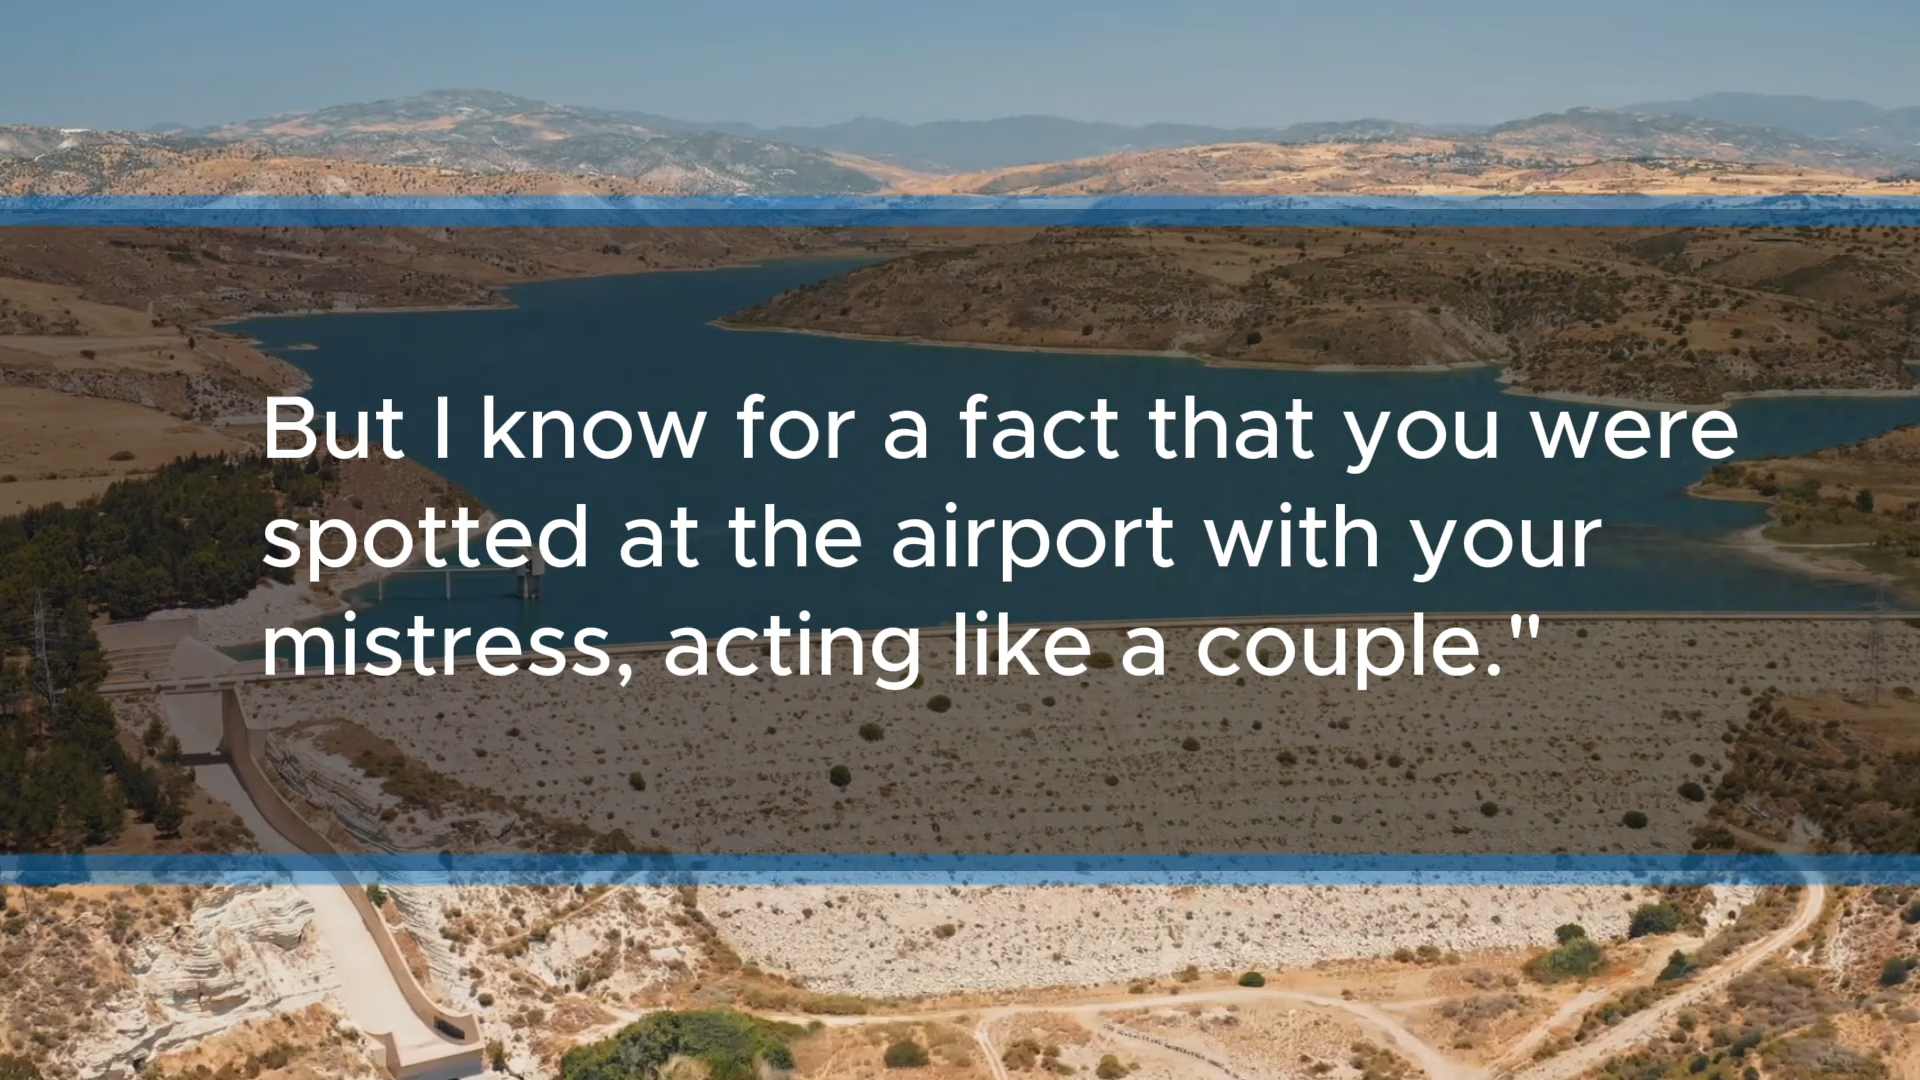 But I know for a fact that you were
spotted at the airport with your
mistress, acting like a couple."